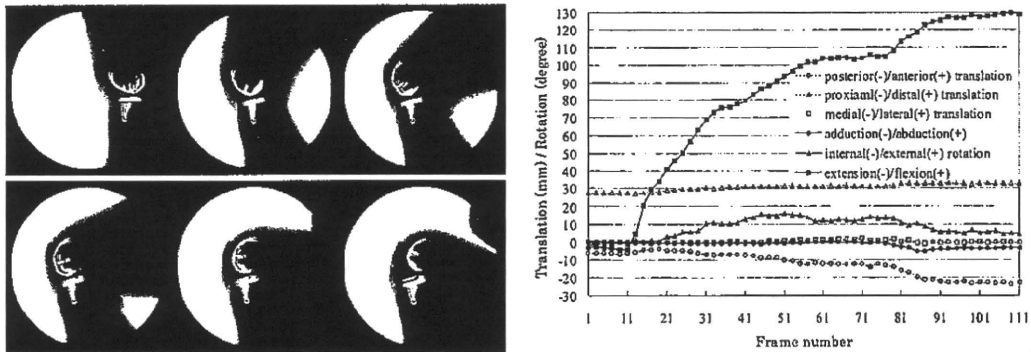 130
120
110
100
90
80
70
60
50
40
30
20
10
0
-10
-20
-30
Translation (mm) / Rotation (degree)
posterior(-)/anterior(+) translation
proxiaml(-)/distal(+) translation
medial(-)/lateral(+) translation
adduction(-)/abduction(+)
internal(-)/external(+) rotation
extension(-)/flexion(+)
1 11 21 31 41 51 61 71 81 91 101 111
Frame number